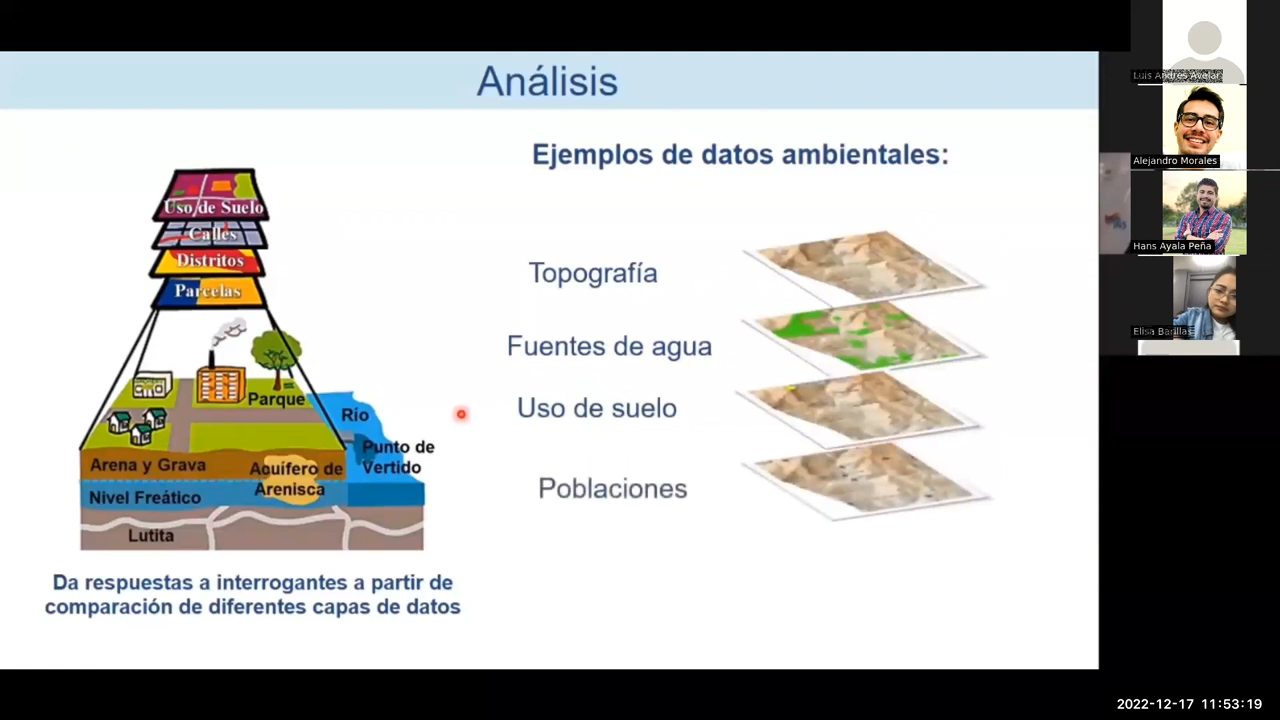 Análisis
Ejemplos de datos ambientales:
Uso de Suelo
Calles
Distritos
Parcelas
Parque
Río
Punto de
Vertido
Arena y Grava
Acuífero de
Arenisca
Nivel Freático
Lutita
Da respuestas a interrogantes a partir de
comparación de diferentes capas de datos
Topografía
Fuentes de agua
Uso de suelo
Poblaciones
Luis Andres Avelar
Alejandro Morales
Hans Ayala Peña
Elisa Barillas
2022-12-17 11:53:19